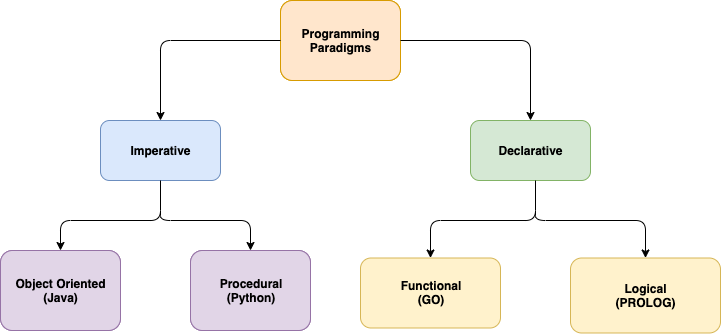 Programming
Paradigms
Imperative
Declarative
Object Oriented
(Java)
Procedural
(Python)
Functional
(GO)
Logical
(PROLOG)